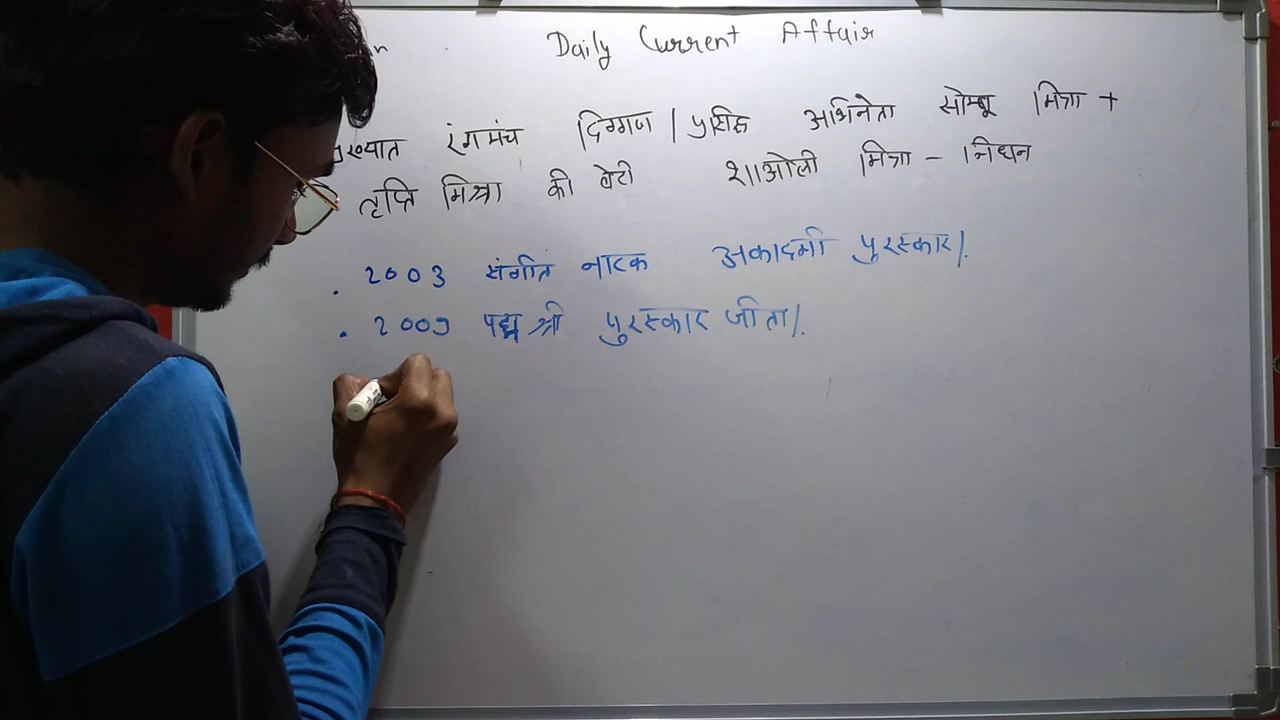 Daily Current Affair
रंगमंच दिग्गज / प्रसिद्ध अभिनेता सोम्भू मित्रा +
तृप्ति मित्रा की बेटी शाओली मित्रा - निधन
. 2003 संगीत नाटक अकादमी पुरस्कार/.
. 2009 पद्म श्री पुरस्कार जीता/.